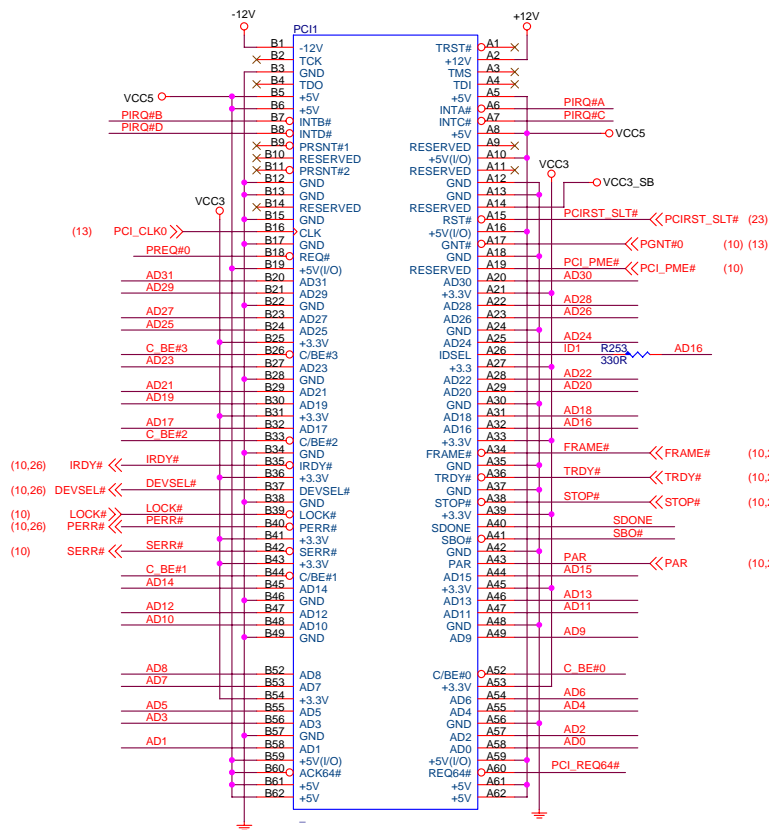 -12V +12V
PCI1
B1 -12V TRST# A1
B2 TCK +12V A2
B3 GND TMS A3
B4 TDO TDI A4
VCC5 B5 +5V +5V A5
B6 +5V INTA# A6 PIRQ#A
PIRQ#B B7 INTB# INTC# A7 PIRQ#C
PIRQ#D B8 INTD# +5V A8 VCC5
B9 PRSNT#1 RESERVED A9
B10 RESERVED +5V(I/O) A10
B11 PRSNT#2 RESERVED A11 VCC3
B12 GND GND A12 VCC3_SB
B13 GND GND A13
VCC3 B14 RESERVED RESERVED A14
B15 GND RST# A15 PCIRST_SLT# PCIRST_SLT# (23)
(13) PCI_CLK0 B16 CLK +5V(I/O) A16
B17 GND GNT# A17 PGNT#0 (10) (13)
PREQ#0 B18 REQ# GND A18
B19 +5V(I/O) RESERVED A19 PCI_PME# PCI_PME# (10)
AD31 B20 AD31 AD30 A20 AD30
AD29 B21 AD29 +3.3V A21
B22 GND AD28 A22 AD28
AD27 B23 AD27 AD26 A23 AD26
AD25 B24 AD25 GND A24
B25 +3.3V AD24 A25 AD24
C_BE#3 B26 C/BE#3 IDSEL A26 ID1 R253 330R AD16
AD23 B27 AD23 +3.3 A27
B28 GND AD22 A28 AD22
AD21 B29 AD21 AD20 A29 AD20
AD19 B30 AD19 GND A30
B31 +3.3V AD18 A31 AD18
AD17 B32 AD17 AD16 A32 AD16
C_BE#2 B33 C/BE#2 +3.3V A33
B34 GND FRAME# A34 FRAME# FRAME# (10,
(10,26) IRDY# IRDY# B35 IRDY# GND A35
B36 +3.3V TRDY# A36 TRDY# TRDY# (10,
(10,26) DEVSEL# DEVSEL# B37 DEVSEL# GND A37
B38 GND STOP# A38 STOP# STOP# (10,
(10) LOCK# LOCK# B39 LOCK# +3.3V A39
(10,26) PERR# PERR# B40 PERR# SDONE A40 SDONE
B41 +3.3V SBO# A41 SBO#
(10) SERR# SERR# B42 SERR# GND A42
B43 +3.3V PAR A43 PAR PAR (10,
C_BE#1 B44 C/BE#1 AD15 A44 AD15
AD14 B45 AD14 +3.3V A45
B46 GND AD13 A46 AD13
AD12 B47 AD12 AD11 A47 AD11
AD10 B48 AD10 GND A48
B49 GND AD9 A49 AD9
AD8 B52 AD8 C/BE#0 A52 C_BE#0
AD7 B53 AD7 +3.3V A53
B54 +3.3V AD6 A54 AD6
AD5 B55 AD5 AD4 A55 AD4
AD3 B56 AD3 GND A56
B57 GND AD2 A57 AD2
AD1 B58 AD1 AD0 A58 AD0
B59 +5V(I/O) +5V(I/O) A59
B60 ACK64# REQ64# A60 PCI_REQ64#
B61 +5V +5V A61
B62 +5V +5V A62